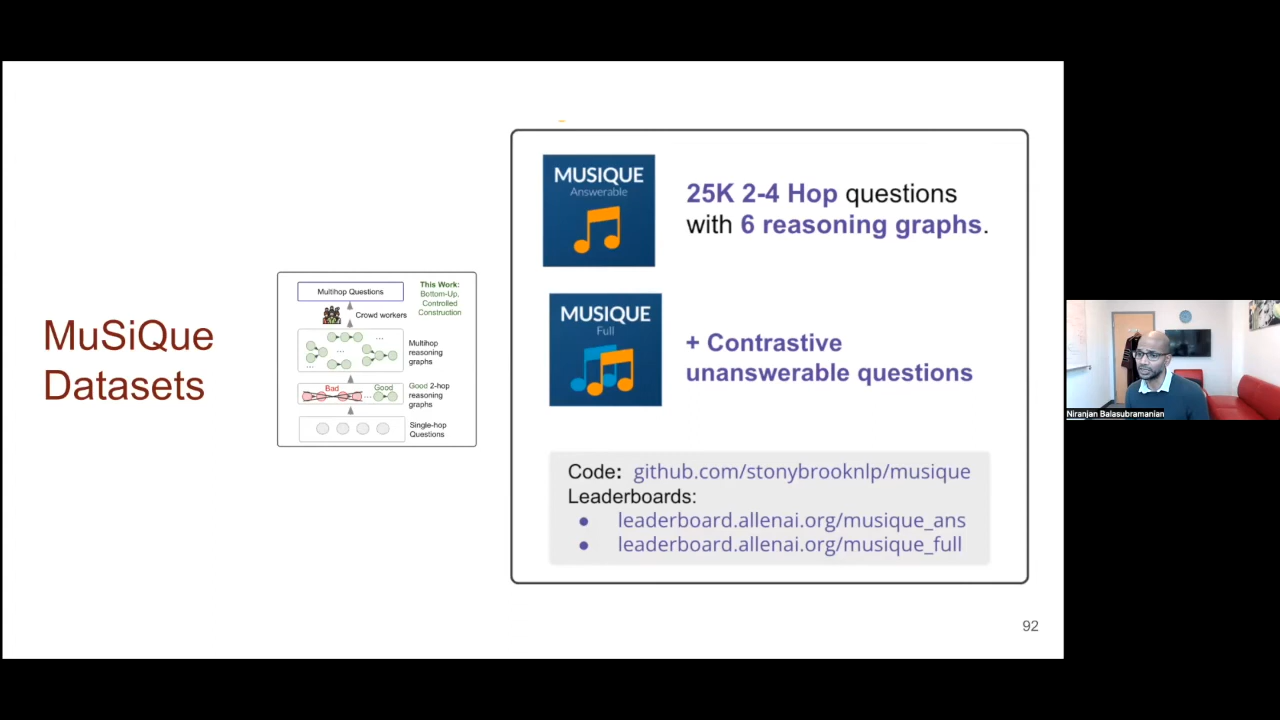 MuSiQue
Datasets
Multihop Questions
This Work:
Bottom-Up,
Controlled
Construction
Crowd workers
...
...
...
Multihop
reasoning
graphs
Bad
...
Good
Good 2-hop
reasoning
graphs
Single-hop
Questions
MUSIQUE
Answerable
25K 2-4 Hop questions
with 6 reasoning graphs.
MUSIQUE
Full
+ Contrastive
unanswerable questions
Code: github.com/stonybrooknlp/musique
Leaderboards:
● leaderboard.allenai.org/musique_ans
● leaderboard.allenai.org/musique_full
92
Niranjan Balasubramanian